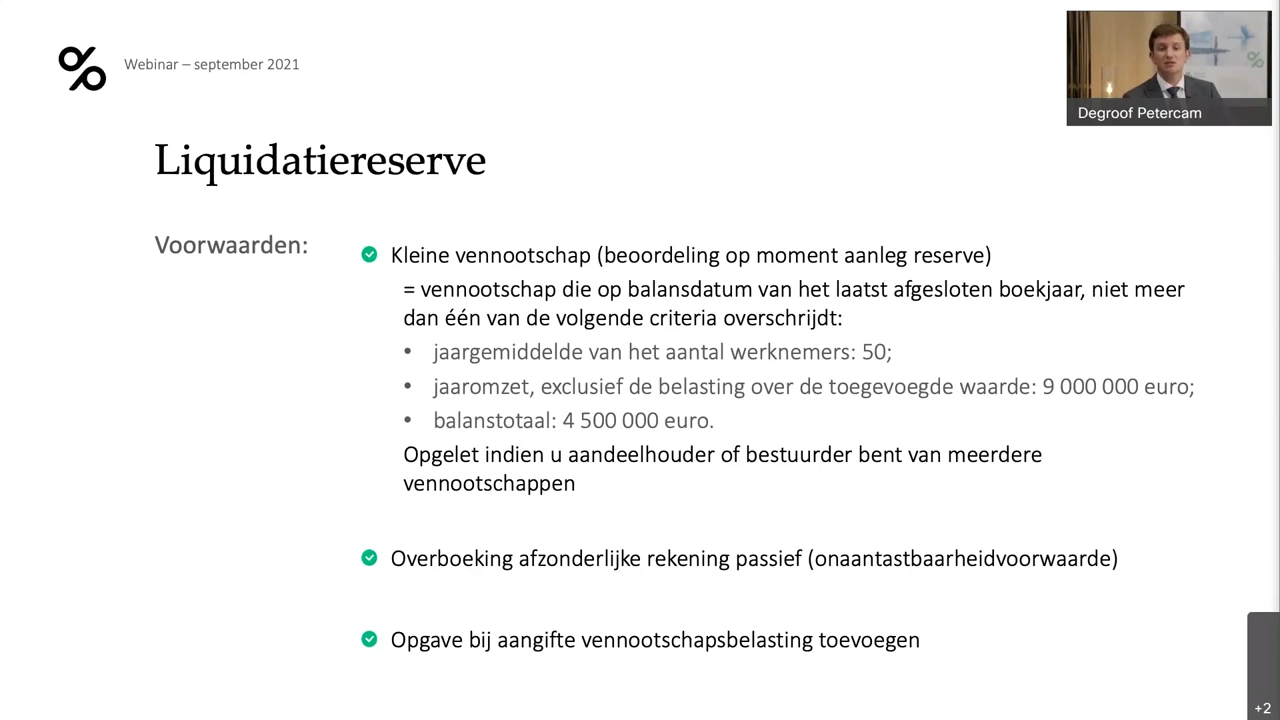 Webinar – september 2021
Degroof Petercam
Liquidatiereserve
Voorwaarden:
Kleine vennootschap (beoordeling op moment aanleg reserve)
= vennootschap die op balansdatum van het laatst afgesloten boekjaar, niet meer
dan één van de volgende criteria overschrijdt:
• jaargemiddelde van het aantal werknemers: 50;
• jaaromzet, exclusief de belasting over de toegevoegde waarde: 9 000 000 euro;
• balanstotaal: 4 500 000 euro.
Opgelet indien u aandeelhouder of bestuurder bent van meerdere
vennootschappen
Overboeking afzonderlijke rekening passief (onaantastbaarheidvoorwaarde)
Opgave bij aangifte vennootschapsbelasting toevoegen
+2